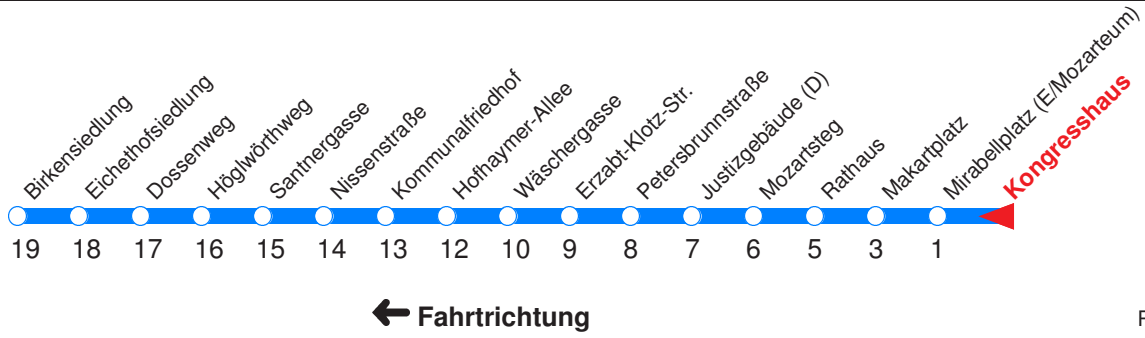 Birkensiedlung
Eichethofsiedlung
Dossenweg
Höglwörthweg
Santnergasse
Nissenstraße
Kommunalfriedhof
Hofhaymer-Allee
Wäschergasse
Erzabt-Klotz-Str.
Petersbrunnstraße
Justizgebäude (D)
Mozartsteg
Rathaus
Makartplatz
Mirabellplatz (E/Mozarteum)
Kongresshaus
19 18 17 16 15 14 13 12 10 9 8 7 6 5 3 1
Fahrtrichtung